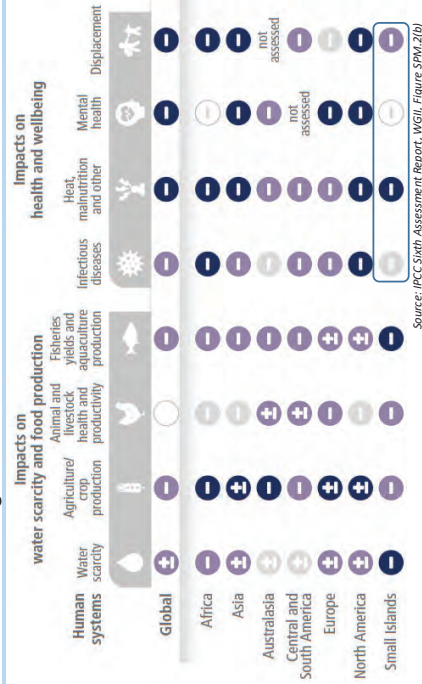 Impacts on
water scarcity and food production
Impacts on
health and wellbeing
Human
systems
Water
scarcity
Agriculture/
crop
production
Animal and
livestock
health and
productivity
Fisheries
yields and
aquaculture
production
Infectious
diseases
Heat,
malnutrition
and other
Mental
health
Displacement
Global
± − − − − − −
Africa
− − − − − − − −
Asia
± ± − − − − − −
Australasia
± − ± − − − − not
assessed
Central and
South America
± − ± − − − not
assessed −
Europe
± ± − ± − − − −
North America
± ± − ± − − − −
Small Islands
− − − − − − − −
Source: IPCC Sixth Assessment Report, WGII, Figure SPM.2(b)